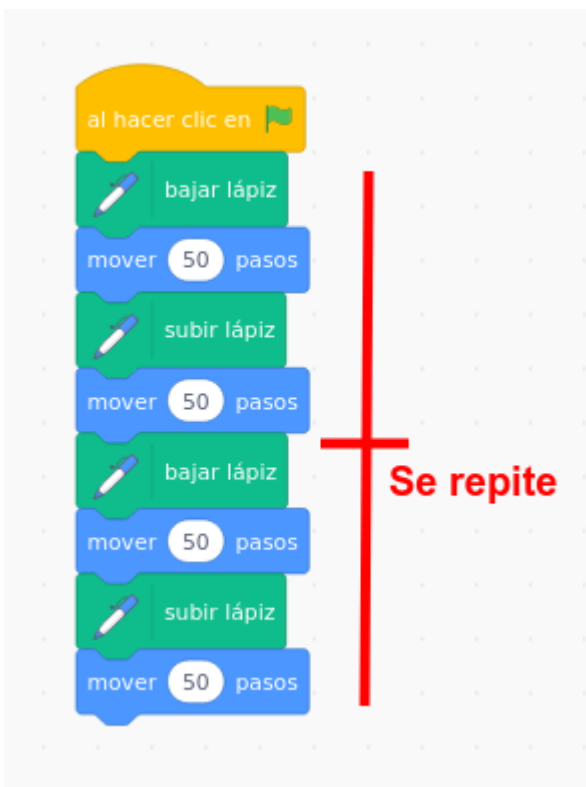 al hacer clic en
bajar lápiz
mover 50 pasos
subir lápiz
mover 50 pasos
bajar lápiz
Se repite
mover 50 pasos
subir lápiz
mover 50 pasos